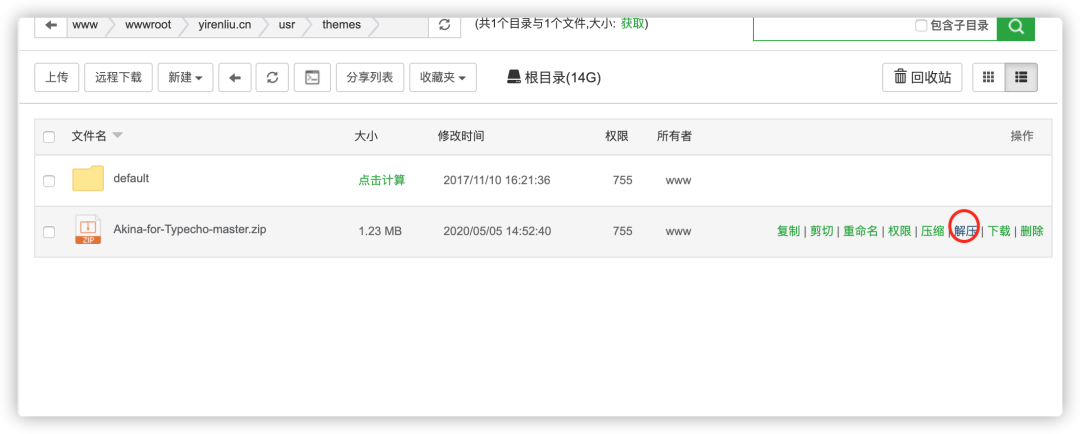 www wwwroot yirenliu.cn usr themes (共1个目录与1个文件,大小: 获取) 包含子目录
上传 远程下载 新建 分享列表 收藏夹 根目录(14G) 回收站
文件名 大小 修改时间 权限 所有者 操作
default 点击计算 2017/11/10 16:21:36 755 www
Akina-for-Typecho-master.zip 1.23 MB 2020/05/05 14:52:40 755 www 复制 | 剪切 | 重命名 | 权限 | 压缩 | 解压 | 下载 | 删除
ZIP